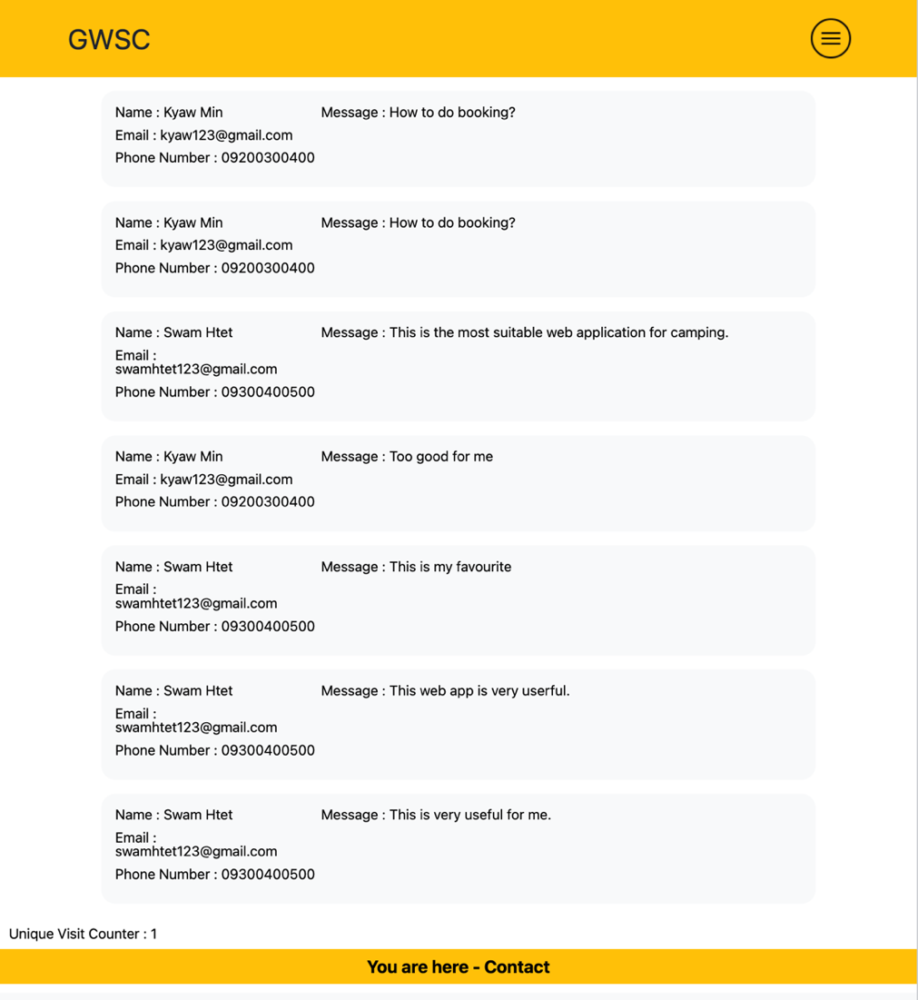 GWSC
Name : Kyaw Min
Email : kyaw123@gmail.com
Phone Number : 09200300400
Message : How to do booking?
Name : Kyaw Min
Email : kyaw123@gmail.com
Phone Number : 09200300400
Message : How to do booking?
Name : Swam Htet
Email :
swamhtet123@gmail.com
Phone Number : 09300400500
Message : This is the most suitable web application for camping.
Name : Kyaw Min
Email : kyaw123@gmail.com
Phone Number : 09200300400
Message : Too good for me
Name : Swam Htet
Email :
swamhtet123@gmail.com
Phone Number : 09300400500
Message : This is my favourite
Name : Swam Htet
Email :
swamhtet123@gmail.com
Phone Number : 09300400500
Message : This web app is very userful.
Name : Swam Htet
Email :
swamhtet123@gmail.com
Phone Number : 09300400500
Message : This is very useful for me.
Unique Visit Counter : 1
You are here - Contact